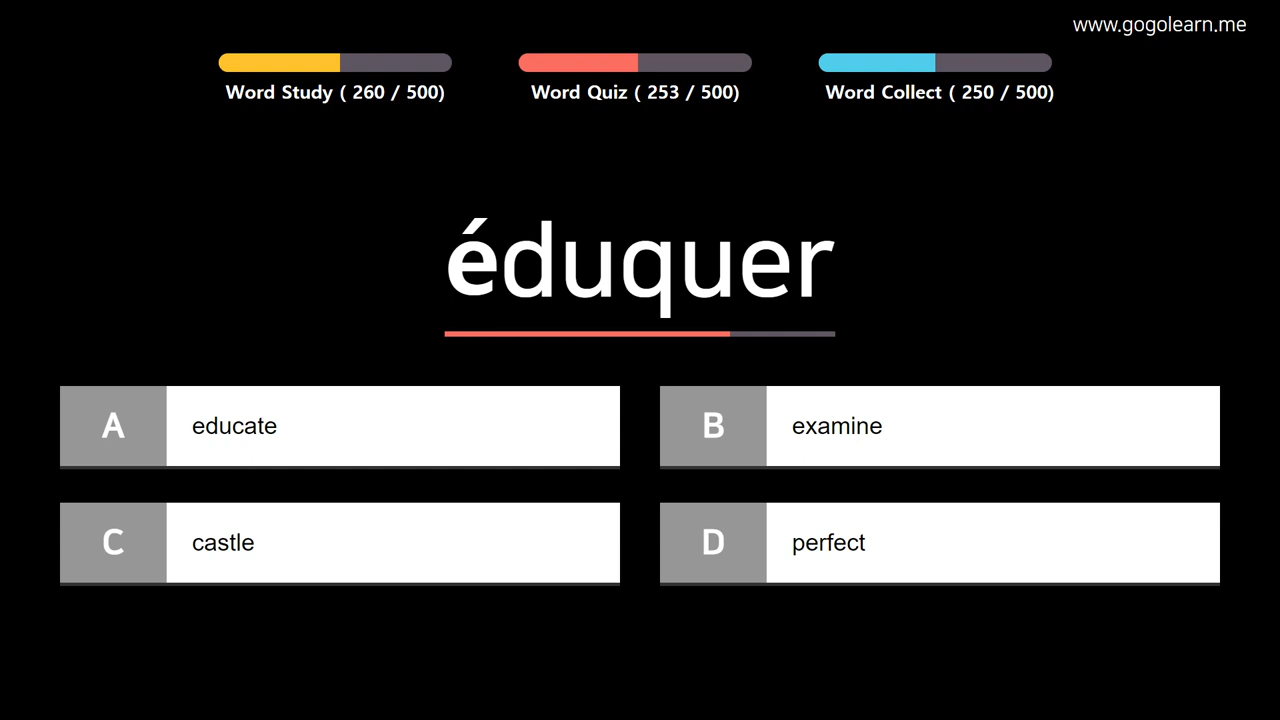 www.gogolearn.me
Word Study ( 260 / 500)
Word Quiz ( 253 / 500)
Word Collect ( 250 / 500)
éduquer
A educate
B examine
C castle
D perfect